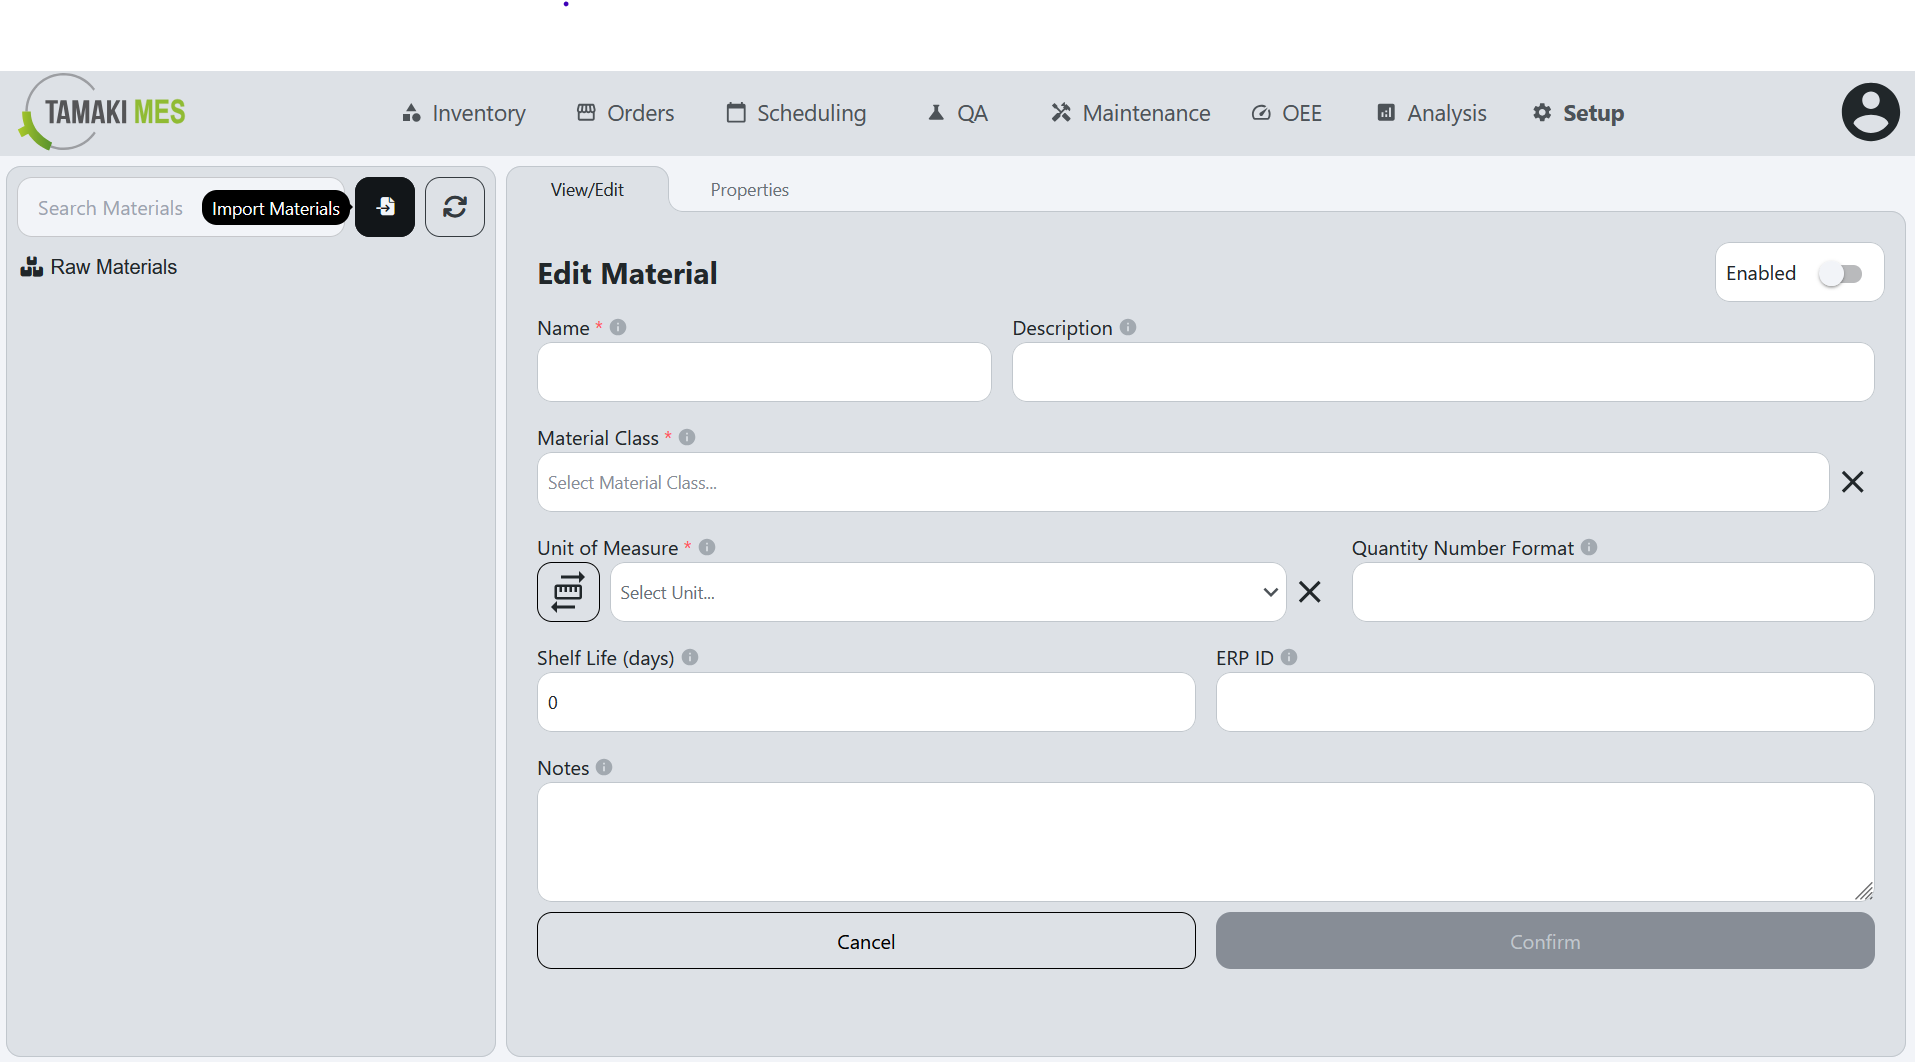 TAMAKI MES
Inventory
Orders
Scheduling
QA
Maintenance
OEE
Analysis
Setup
Search Materials
Import Materials
Raw Materials
View/Edit
Properties
Edit Material
Enabled
Name *
Description
Material Class *
Select Material Class...
Unit of Measure *
Quantity Number Format
Select Unit...
Shelf Life (days)
ERP ID
0
Notes
Cancel
Confirm